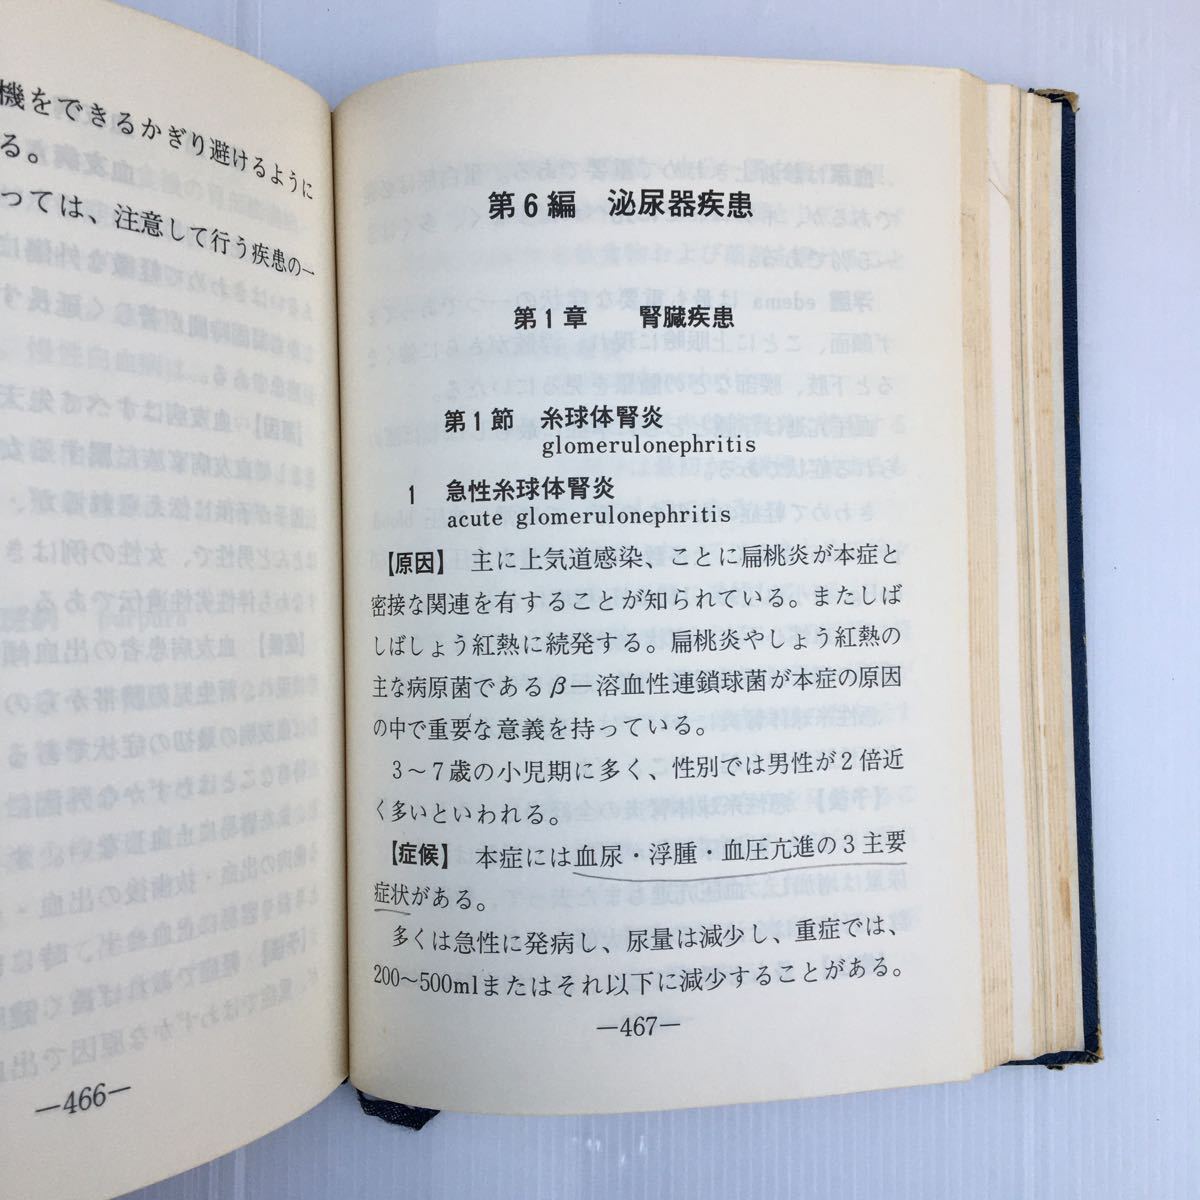 機をできるかぎり避けるように
る。
っては、注意して行う疾患の一
—466—
第6編 泌尿器疾患
第1章 腎臓疾患
第1節 糸球体腎炎
glomerulonephritis
1 急性糸球体腎炎
acute glomerulonephritis
【原因】 主に上気道感染、ことに扁桃炎が本症と
密接な関連を有することが知られている。またしば
しばしょう紅熱に続発する。扁桃炎やしょう紅熱の
主な病原菌であるβ—溶血性連鎖球菌が本症の原因
の中で重要な意義を持っている。
3〜7歳の小児期に多く、性別では男性が2倍近
く多いといわれる。
【症候】 本症には血尿・浮腫・血圧亢進の3主要
症状がある。
多くは急性に発病し、尿量は減少し、重症では、
200〜500mlまたはそれ以下に減少することがある。
—467—